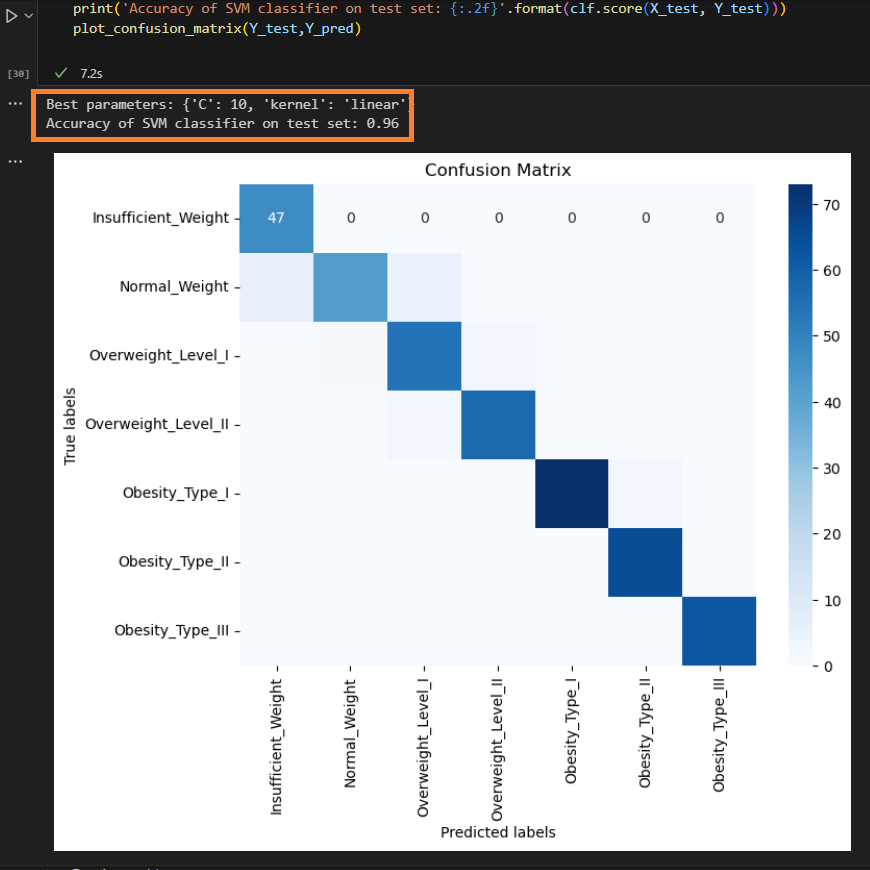 print('Accuracy of SVM classifier on test set: {:.2f}'.format(clf.score(X_test, Y_test)))
plot_confusion_matrix(Y_test,Y_pred)
[30]
7.2s
Best parameters: {'C': 10, 'kernel': 'linear'}
Accuracy of SVM classifier on test set: 0.96
Confusion Matrix
Insufficient_Weight
47 0 0 0 0 0 0
Normal_Weight
Overweight_Level_I
Overweight_Level_II
Obesity_Type_I
Obesity_Type_II
Obesity_Type_III
True labels
Insufficient_Weight
Normal_Weight
Overweight_Level_I
Overweight_Level_II
Obesity_Type_I
Obesity_Type_II
Obesity_Type_III
Predicted labels
70
60
50
40
30
20
10
0